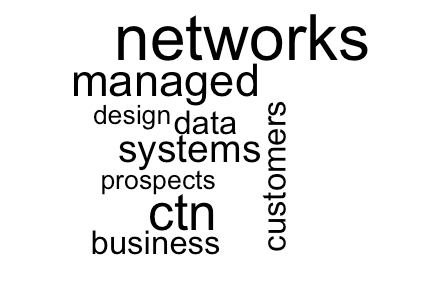 networks
managed
design data
systems
prospects
ctn
business
customers